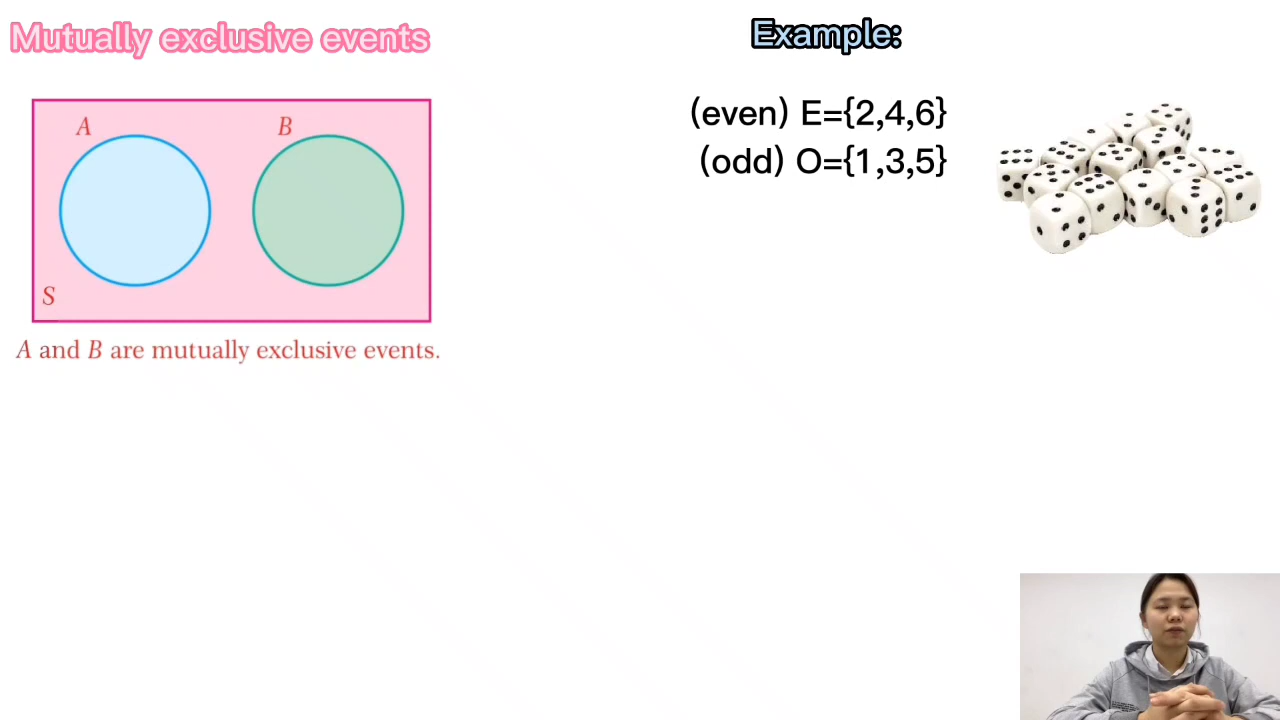 Mutually exclusive events
A
B
S
A and B are mutually exclusive events.
Example:
(even) E={2,4,6}
(odd) O={1,3,5}